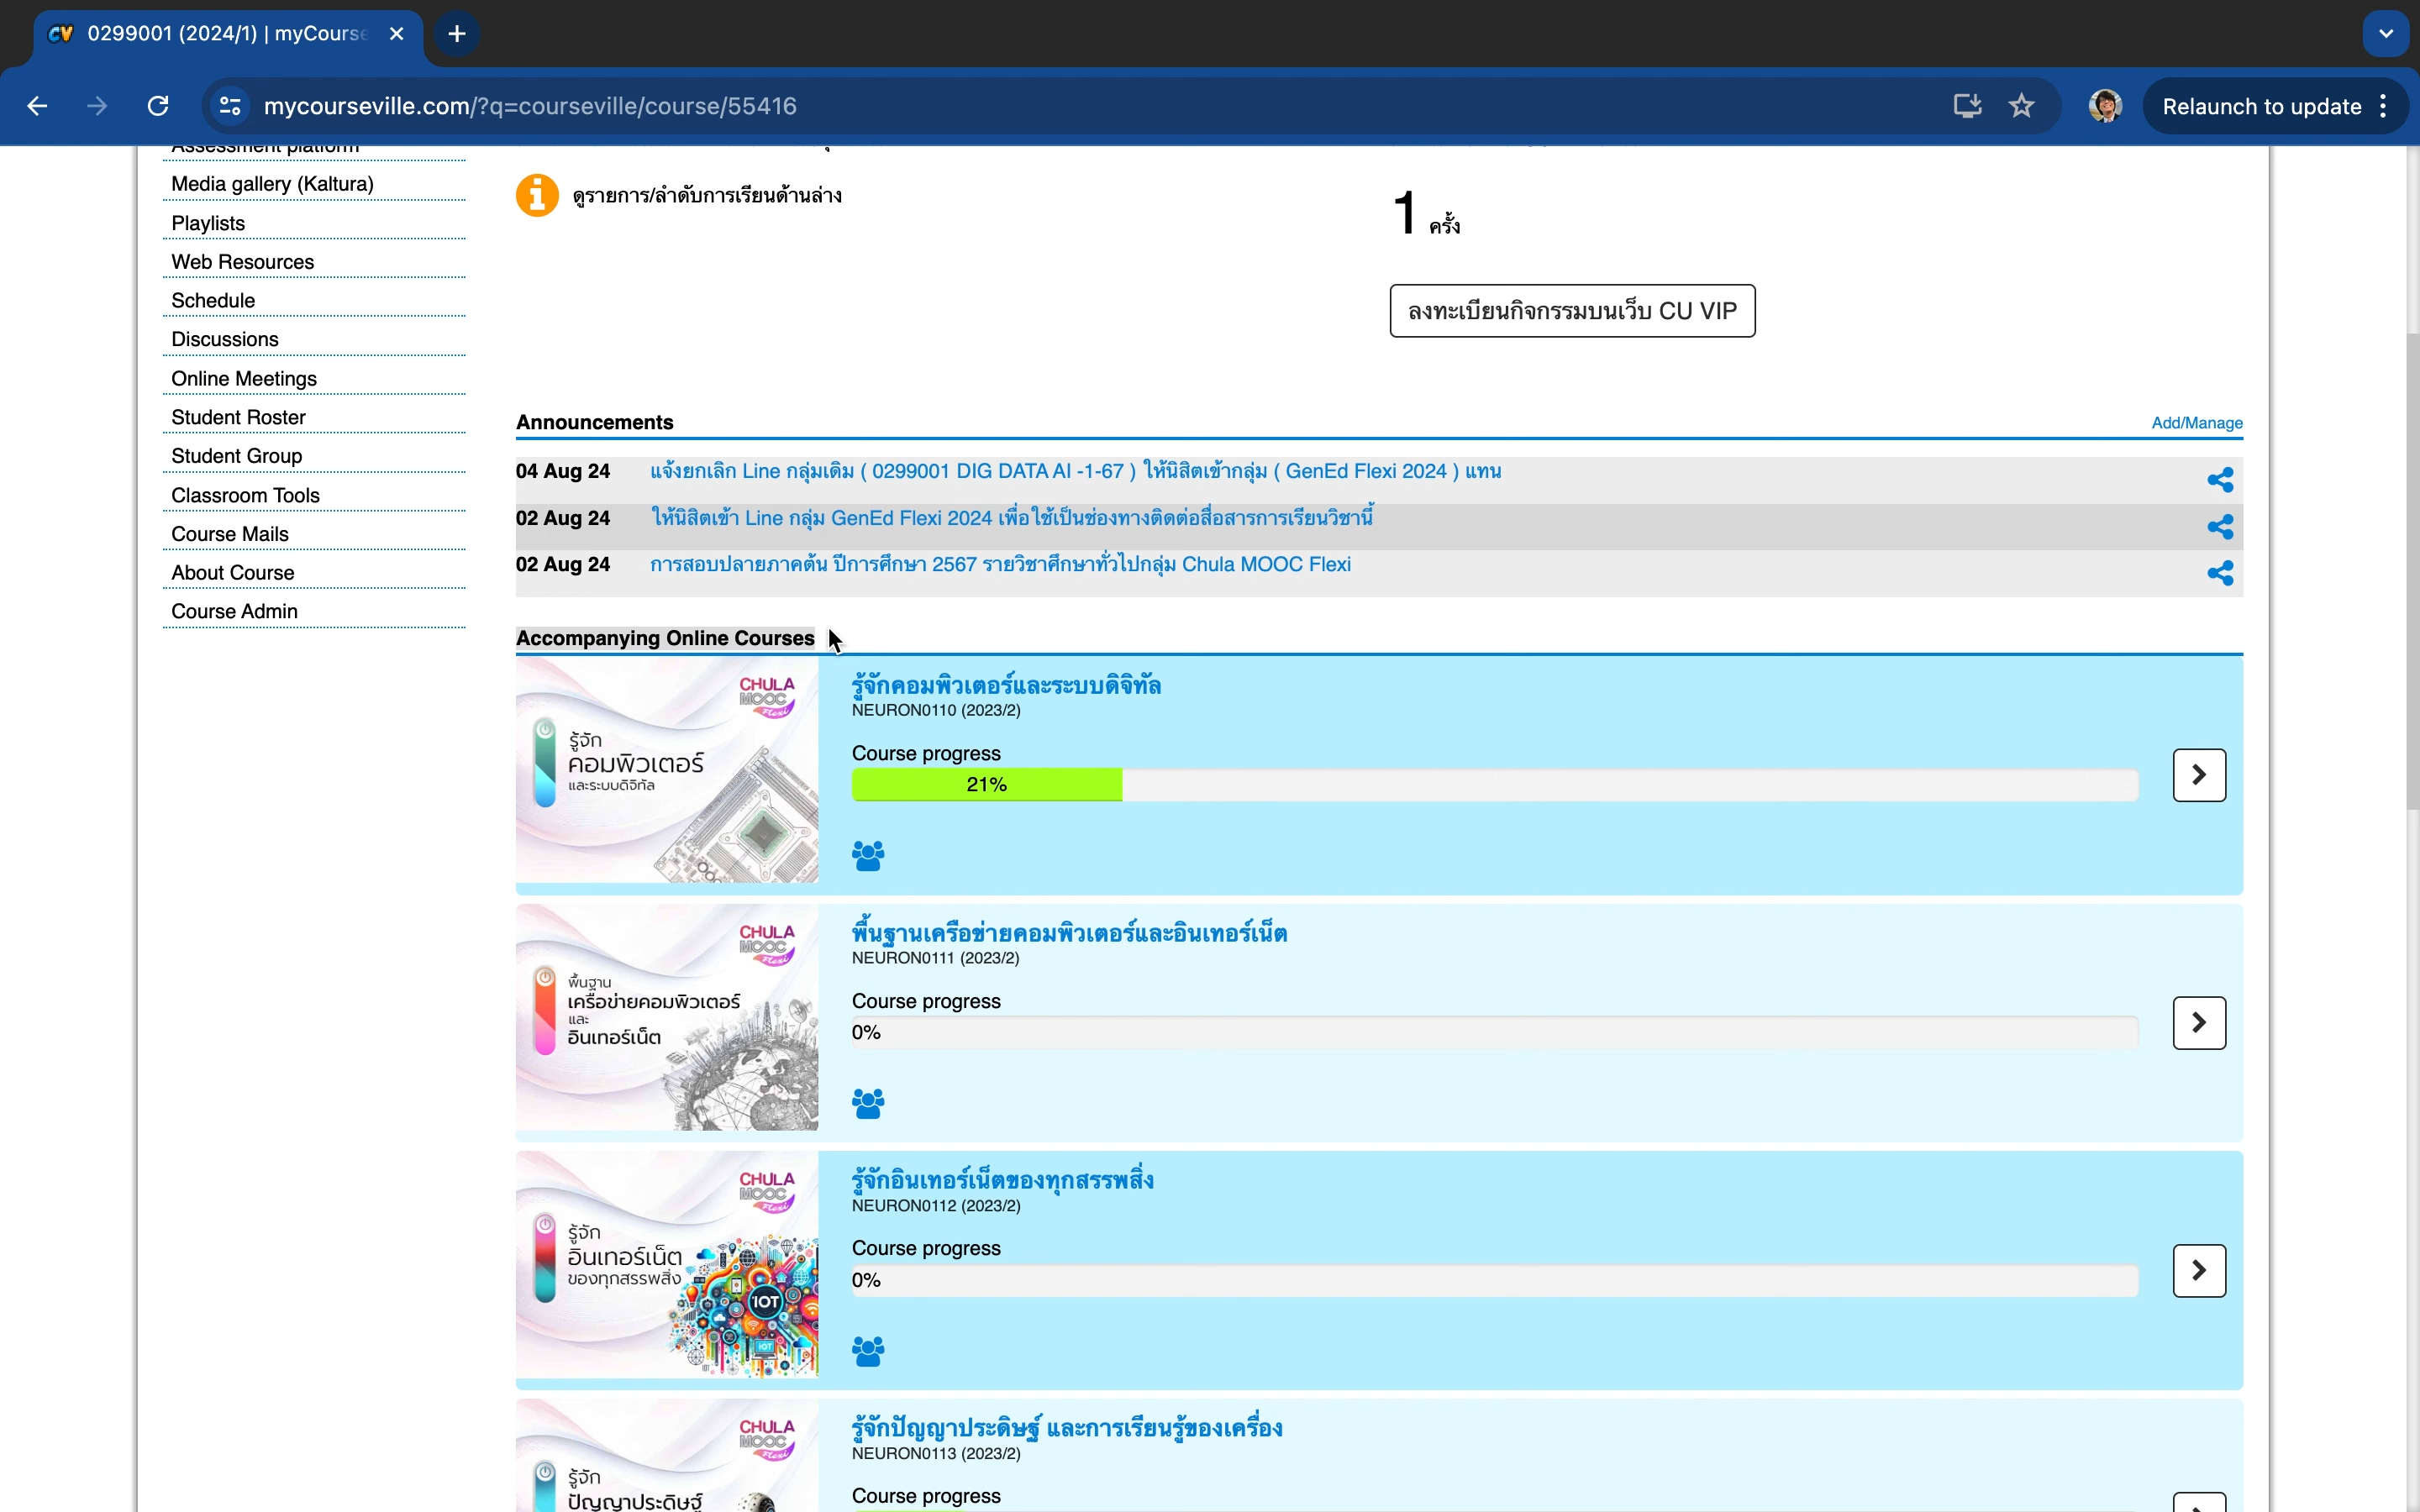 0299001 (2024/1) | myCourse
mycourseville.com/?q=courseville/course/55416
Relaunch to update
Assessment platform
Media gallery (Kaltura)
Playlists
Web Resources
Schedule
Discussions
Online Meetings
Student Roster
Student Group
Classroom Tools
Course Mails
About Course
Course Admin
ดูรายการ/ลำดับการเรียนด้านล่าง
1 ครั้ง
ลงทะเบียนกิจกรรมบนเว็บ CU VIP
Announcements
Add/Manage
04 Aug 24 แจ้งยกเลิก Line กลุ่มเดิม ( 0299001 DIG DATA AI -1-67 ) ให้นิสิตเข้ากลุ่ม ( GenEd Flexi 2024 ) แทน
02 Aug 24 ให้นิสิตเข้า Line กลุ่ม GenEd Flexi 2024 เพื่อใช้เป็นช่องทางติดต่อสื่อสารการเรียนวิชานี้
02 Aug 24 การสอบปลายภาคต้น ปีการศึกษา 2567 รายวิชาศึกษาทั่วไปกลุ่ม Chula MOOC Flexi
Accompanying Online Courses
CHULA
MOOC
Flexi
รู้จัก
คอมพิวเตอร์
และระบบดิจิทัล
รู้จักคอมพิวเตอร์และระบบดิจิทัล
NEURON0110 (2023/2)
Course progress
21%
CHULA
MOOC
Flexi
พื้นฐาน
เครือข่ายคอมพิวเตอร์
และ
อินเทอร์เน็ต
พื้นฐานเครือข่ายคอมพิวเตอร์และอินเทอร์เน็ต
NEURON0111 (2023/2)
Course progress
0%
CHULA
MOOC
Flexi
รู้จัก
อินเทอร์เน็ต
ของทุกสรรพสิ่ง
IOT
IOT
รู้จักอินเทอร์เน็ตของทุกสรรพสิ่ง
NEURON0112 (2023/2)
Course progress
0%
CHULA
MOOC
Flexi
รู้จัก
ปัญญาประดิษฐ์
รู้จักปัญญาประดิษฐ์ และการเรียนรู้ของเครื่อง
NEURON0113 (2023/2)
Course progress